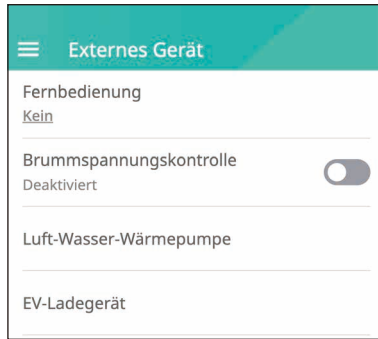 Externes Gerät
Fernbedienung
Kein
Brummspannungskontrolle
Deaktiviert
Luft-Wasser-Wärmepumpe
EV-Ladegerät